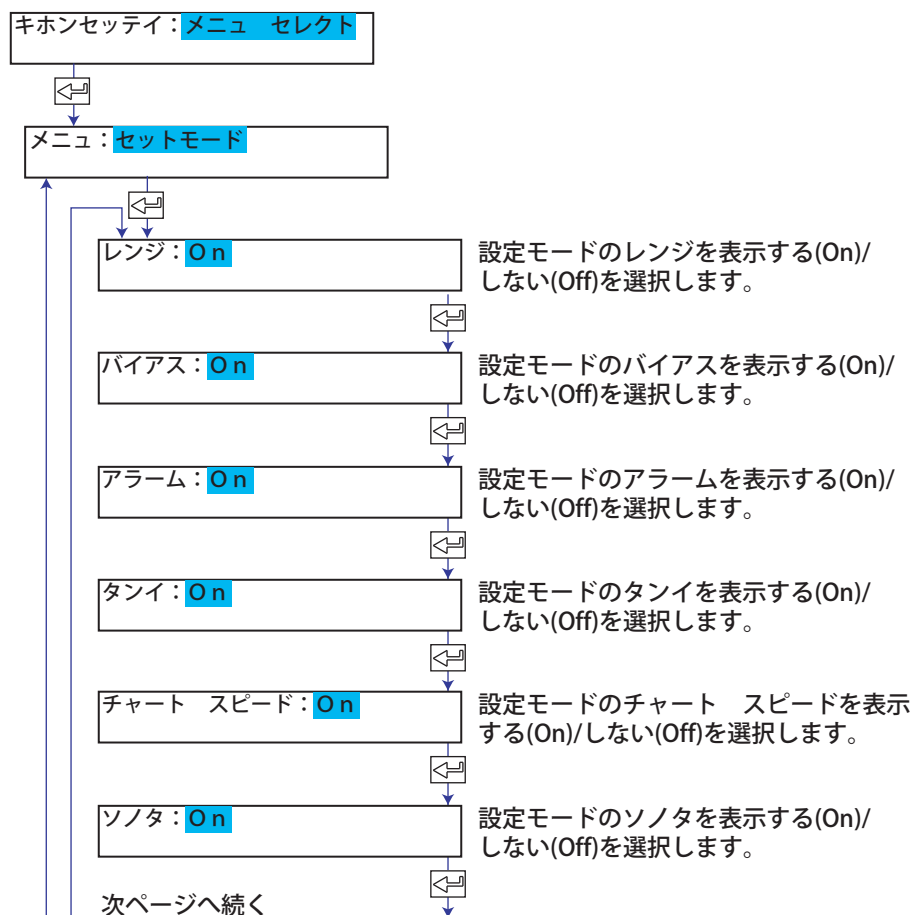 キホンセッテイ：メニュー　セレクト
メニュー：セットモード
レンジ：On
設定モードのレンジを表示する(On)/
しない(Off)を選択します。
バイアス：On
設定モードのバイアスを表示する(On)/
しない(Off)を選択します。
アラーム：On
設定モードのアラームを表示する(On)/
しない(Off)を選択します。
タンイ：On
設定モードのタンイを表示する(On)/
しない(Off)を選択します。
チャート　スピード：On
設定モードのチャート　スピードを表示
する(On)/しない(Off)を選択します。
ソノタ：On
設定モードのソノタを表示する(On)/
しない(Off)を選択します。
次ページへ続く